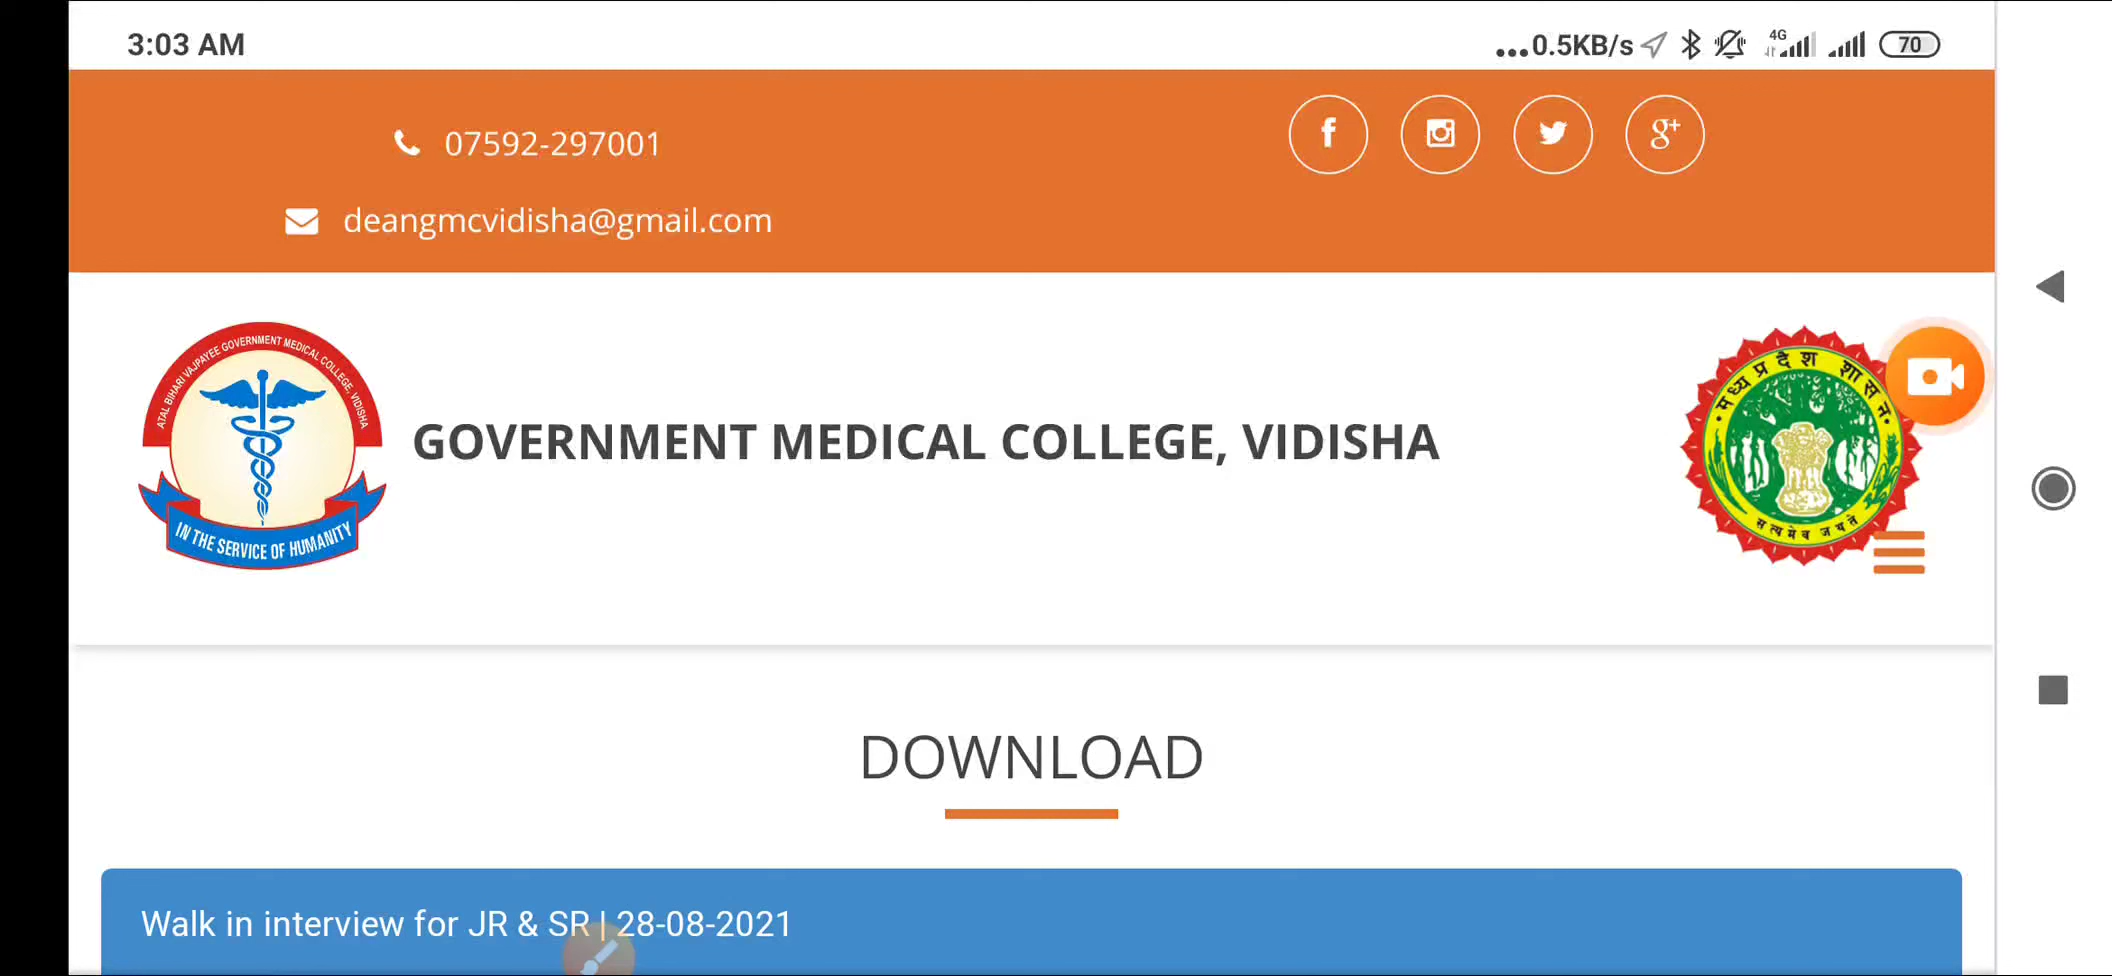 3:03 AM
...0.5KB/s 4G 70
07592-297001
deangmcvidisha@gmail.com
ATAL BIHARI VAJPAYEE GOVERNMENT MEDICAL COLLEGE, VIDISHA
IN THE SERVICE OF HUMANITY
GOVERNMENT MEDICAL COLLEGE, VIDISHA
मध्य प्रदेश शासन
सत्यमेव जयते
DOWNLOAD
Walk in interview for JR & SR | 28-08-2021